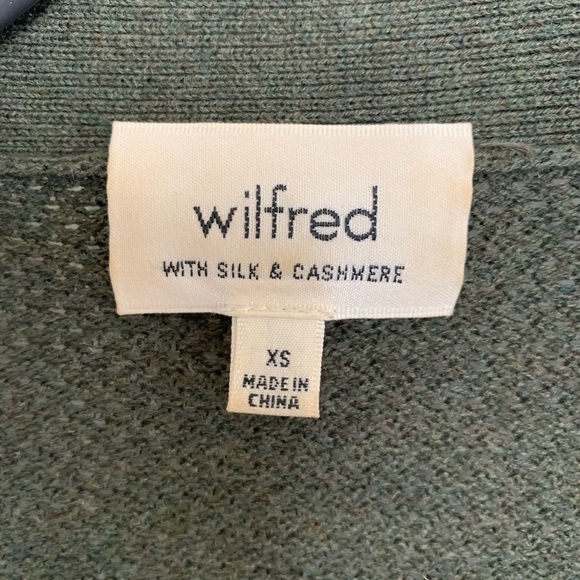 wilfred
WITH SILK & CASHMERE
XS
MADE IN
CHINA